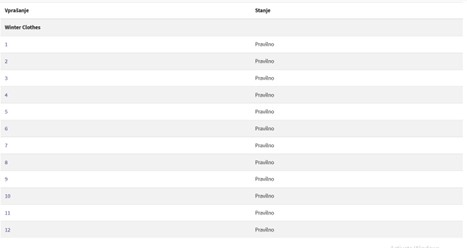 Vprašanje Stanje
Winter Clothes
1 Pravilno
2 Pravilno
3 Pravilno
4 Pravilno
5 Pravilno
6 Pravilno
7 Pravilno
8 Pravilno
9 Pravilno
10 Pravilno
11 Pravilno
12 Pravilno